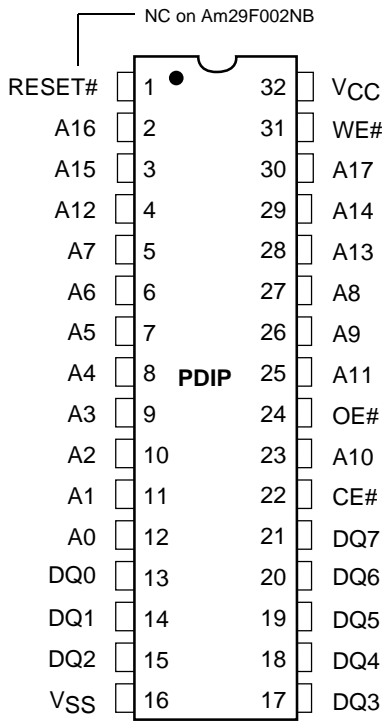 NC on Am29F002NB
RESET# 1 32 VCC
A16 2 31 WE#
A15 3 30 A17
A12 4 29 A14
A7 5 28 A13
A6 6 27 A8
A5 7 26 A9
A4 8 PDIP 25 A11
A3 9 24 OE#
A2 10 23 A10
A1 11 22 CE#
A0 12 21 DQ7
DQ0 13 20 DQ6
DQ1 14 19 DQ5
DQ2 15 18 DQ4
VSS 16 17 DQ3